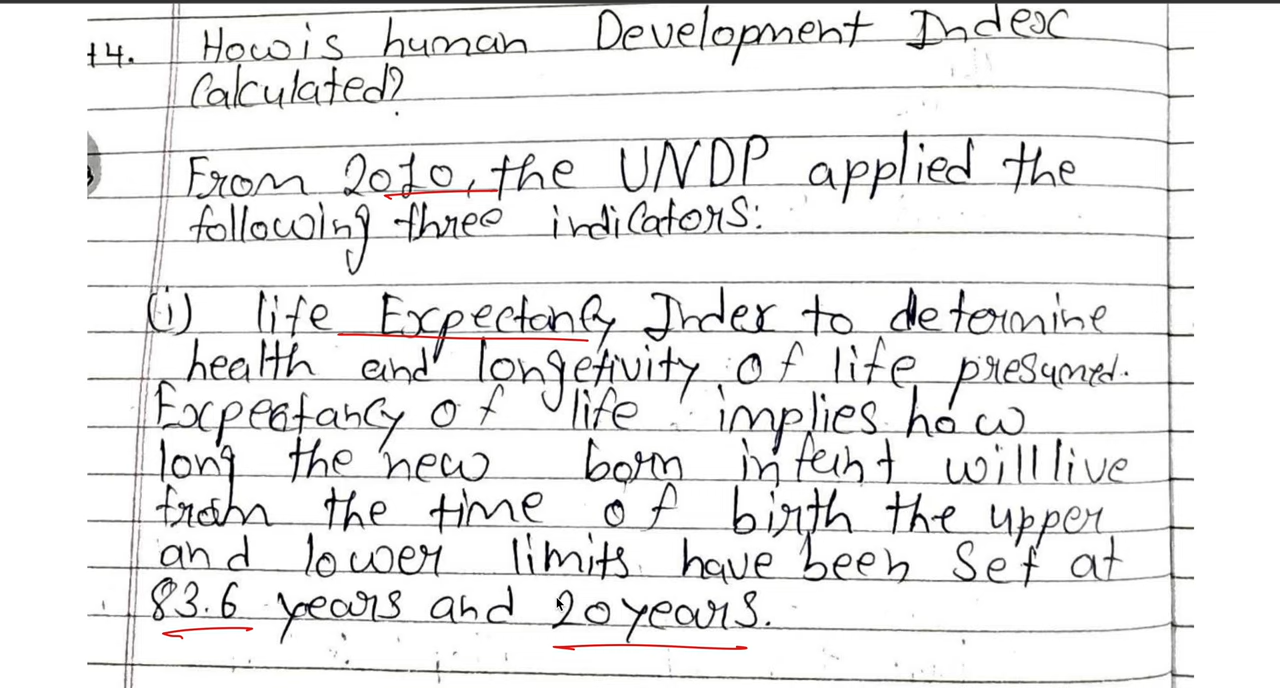 14. How is human Development Index
Calculated?
From 2010, the UNDP applied the
following three indicators:
(i) life Expectancy Index to determine
health and longetivity of life presumed.
Expectancy of life implies how
long the new born infant will live
from the time of birth the upper
and lower limits have been set at
83.6 years and 20 years.